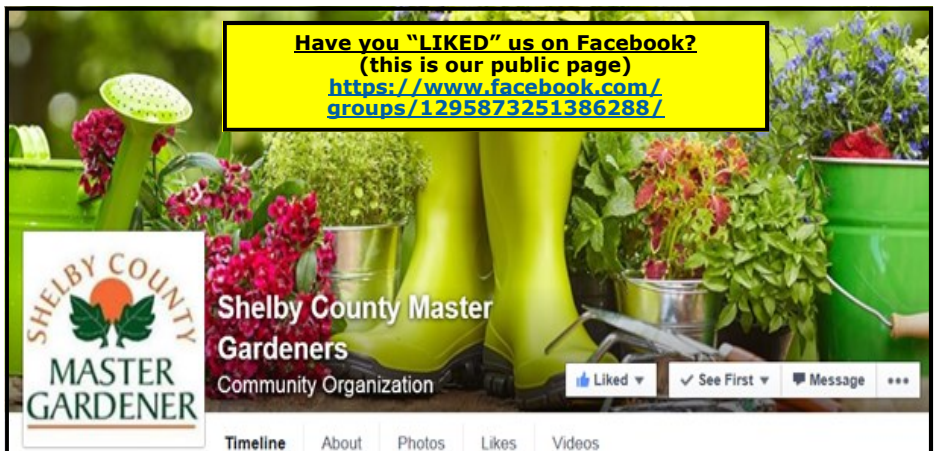 Have you “LIKED” us on Facebook?
(this is our public page)
https://www.facebook.com/
groups/1295873251386288/
SHELBY COUNTY
MASTER
GARDENER
Shelby County Master
Gardeners
Community Organization
Liked
See First
Message
Timeline About Photos Likes Videos